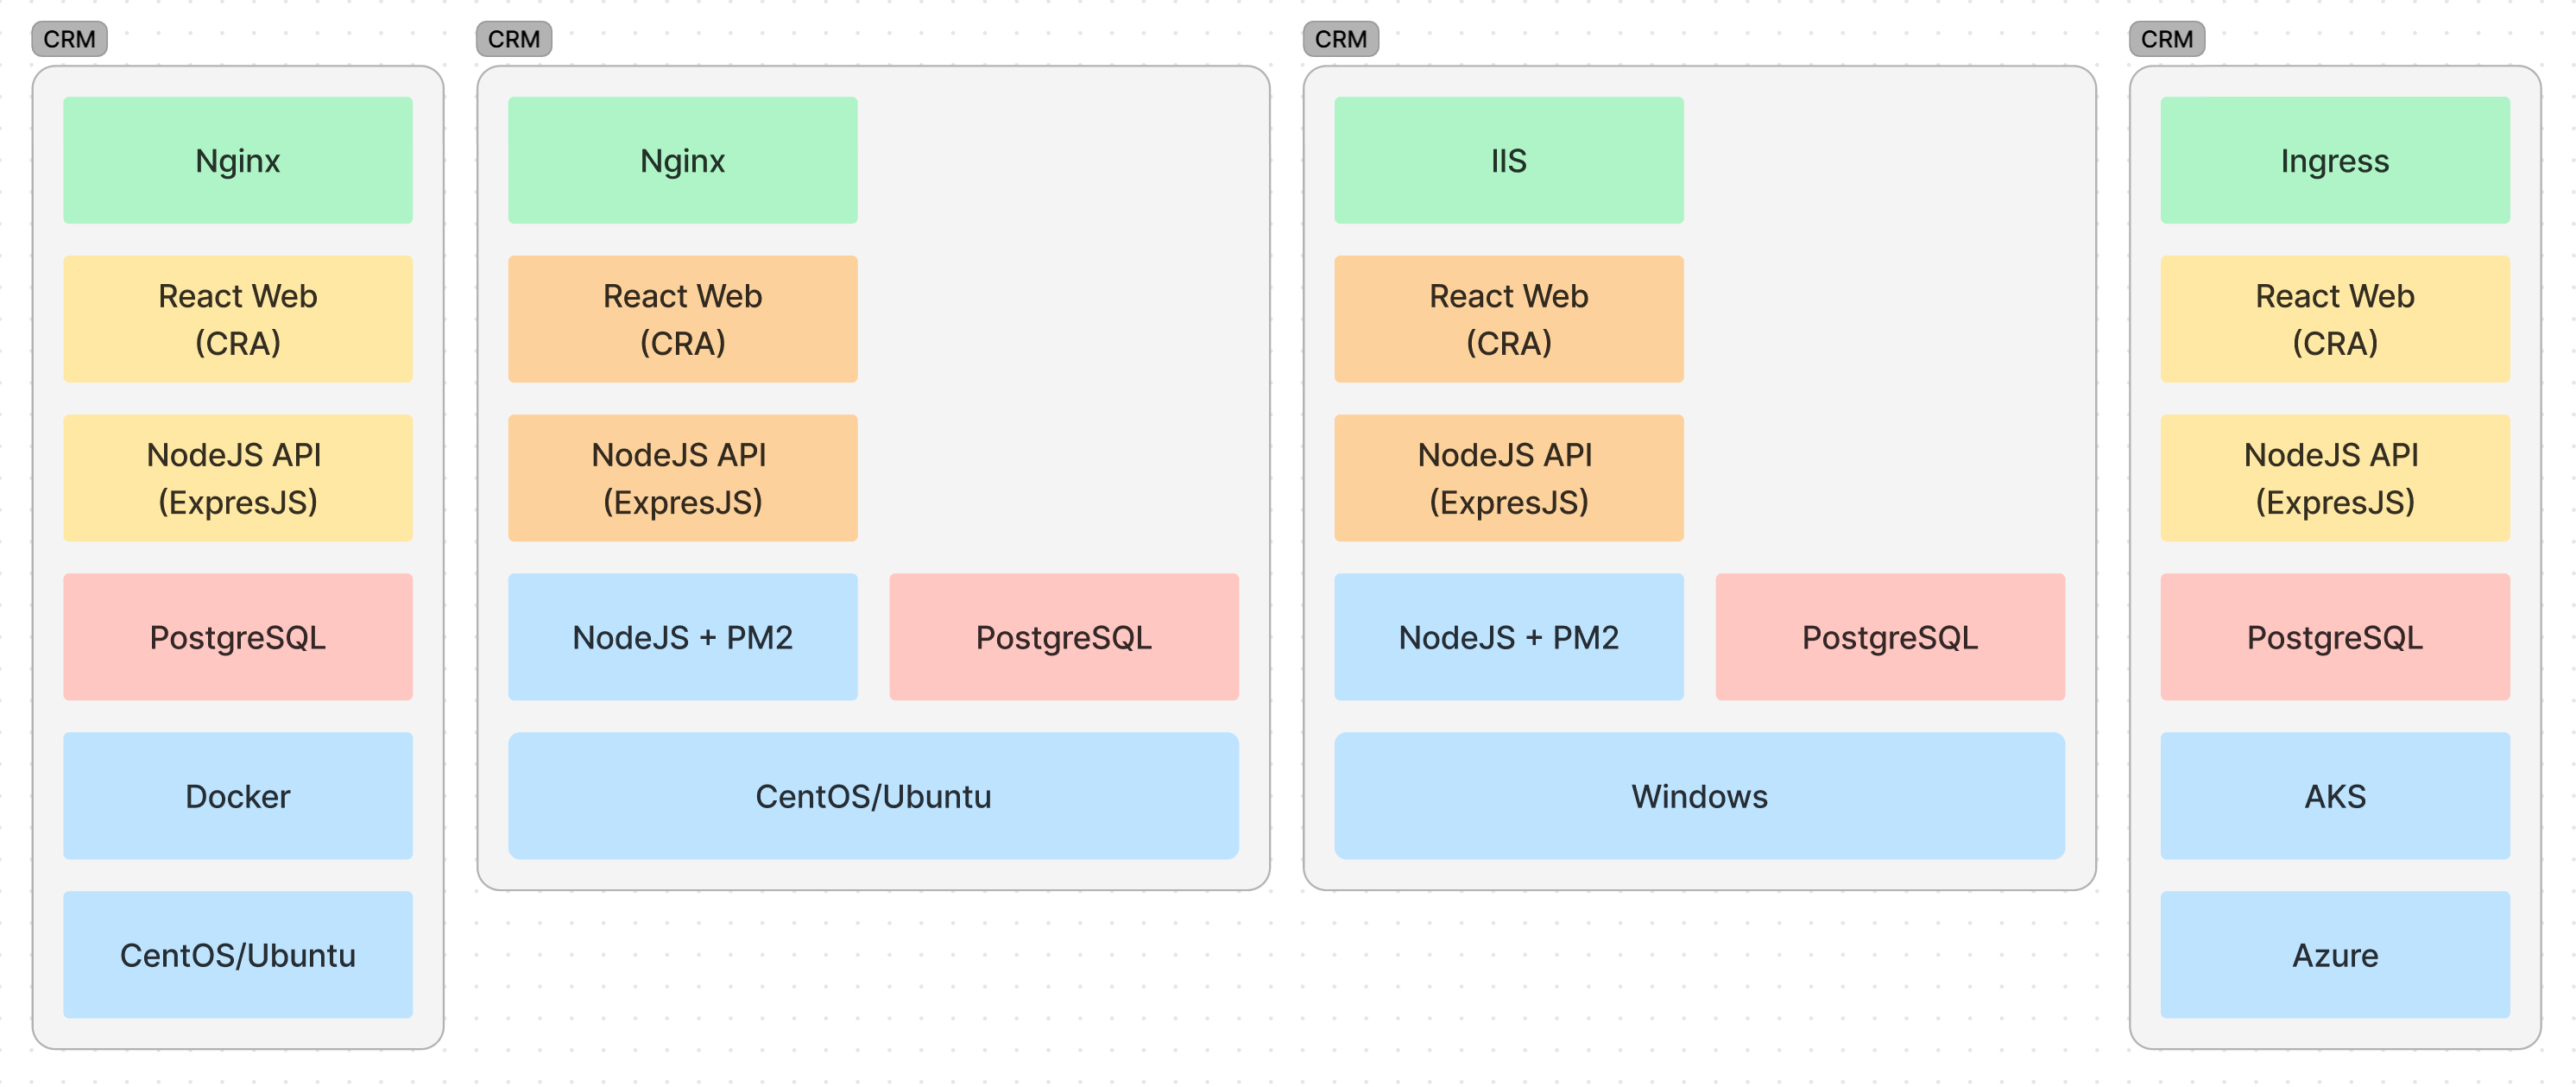 CRM
Nginx
React Web
(CRA)
NodeJS API
(ExpresJS)
PostgreSQL
Docker
CentOS/Ubuntu
CRM
Nginx
React Web
(CRA)
NodeJS API
(ExpresJS)
NodeJS + PM2
PostgreSQL
CentOS/Ubuntu
CRM
IIS
React Web
(CRA)
NodeJS API
(ExpresJS)
NodeJS + PM2
PostgreSQL
Windows
CRM
Ingress
React Web
(CRA)
NodeJS API
(ExpresJS)
PostgreSQL
AKS
Azure